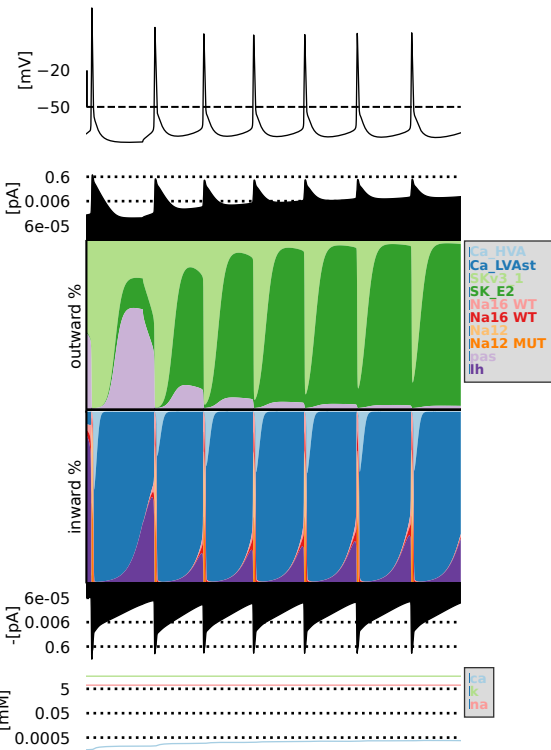 [mV]
−20
−50
[pA]
0.6
0.006
6e-05
outward %
Ca_HVA
Ca_LVAst
SKv3_1
SK_E2
Na16 WT
Na16 WT
Na12
Na12 MUT
pas
Ih
inward %
-[pA]
6e-05
0.006
0.6
[mM]
5
0.05
0.0005
ca
k
na